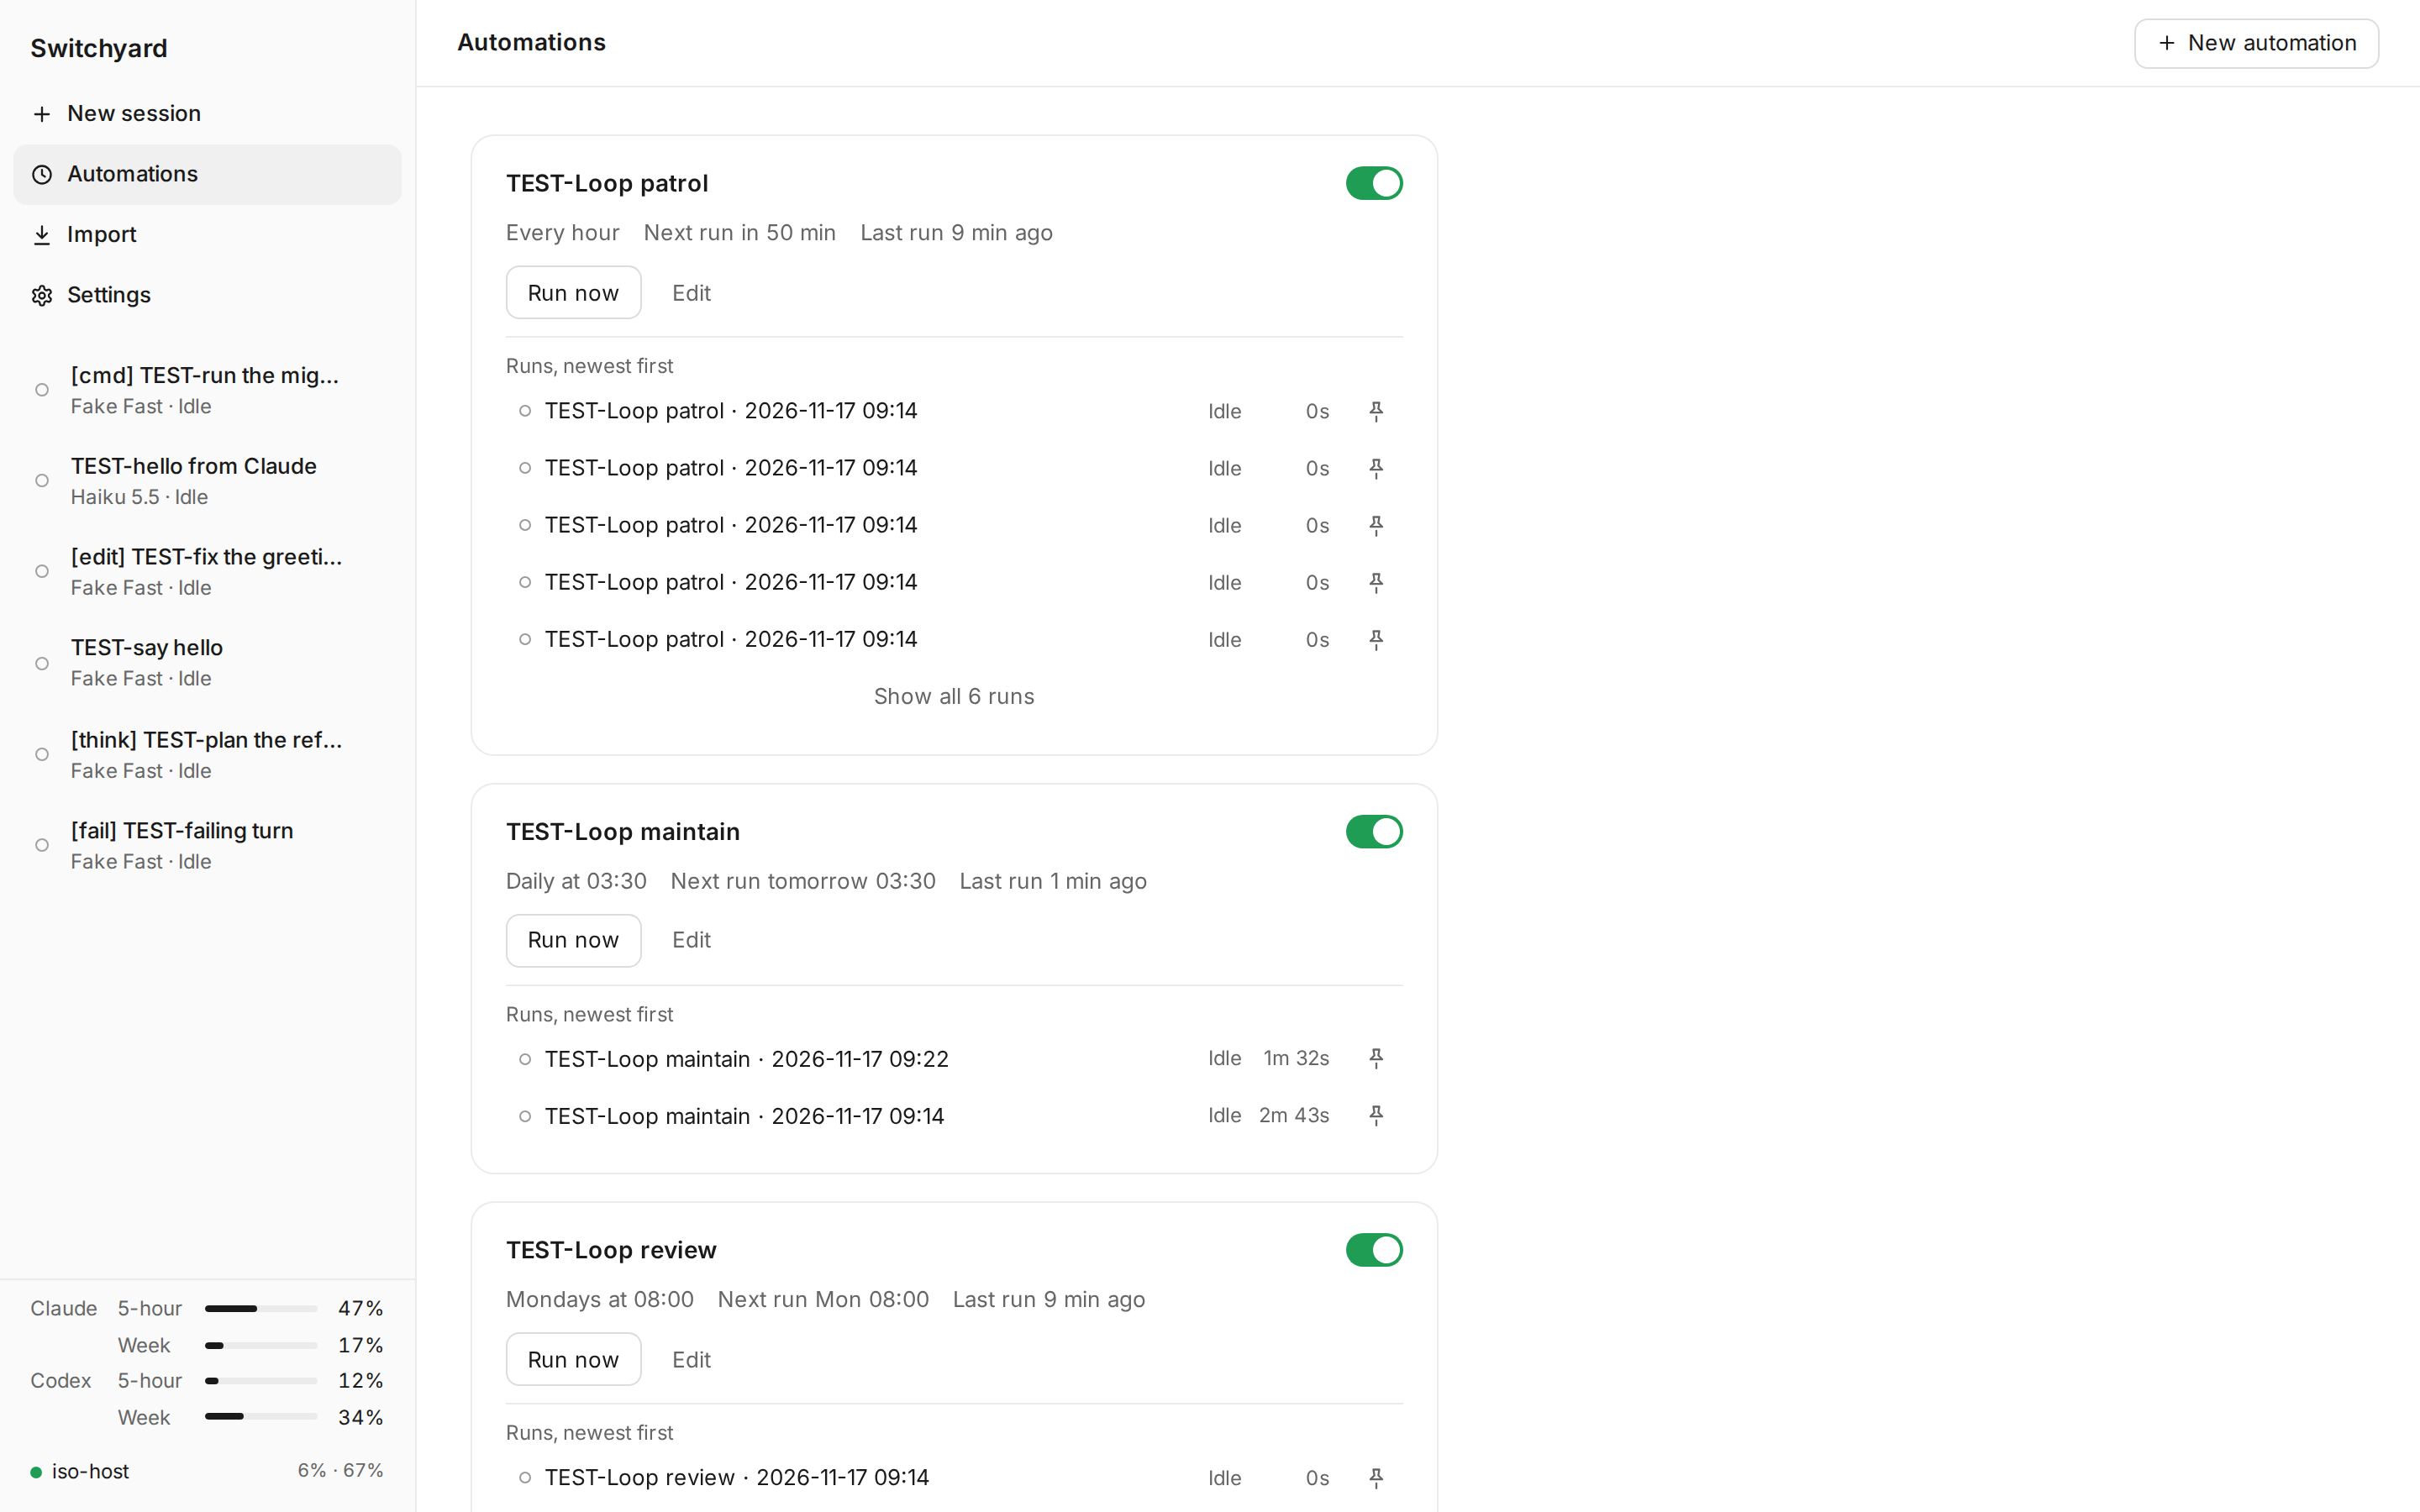 Switchyard
New session
Automations
Import
Settings
[cmd] TEST-run the mig...
Fake Fast · Idle
TEST-hello from Claude
Haiku 5.5 · Idle
[edit] TEST-fix the greeti...
Fake Fast · Idle
TEST-say hello
Fake Fast · Idle
[think] TEST-plan the ref...
Fake Fast · Idle
[fail] TEST-failing turn
Fake Fast · Idle
Claude 5-hour 47%
Week 17%
Codex 5-hour 12%
Week 34%
iso-host 6% · 67%
Automations
New automation
TEST-Loop patrol
Every hour Next run in 50 min Last run 9 min ago
Run now Edit
Runs, newest first
TEST-Loop patrol · 2026-11-17 09:14 Idle 0s
TEST-Loop patrol · 2026-11-17 09:14 Idle 0s
TEST-Loop patrol · 2026-11-17 09:14 Idle 0s
TEST-Loop patrol · 2026-11-17 09:14 Idle 0s
TEST-Loop patrol · 2026-11-17 09:14 Idle 0s
Show all 6 runs
TEST-Loop maintain
Daily at 03:30 Next run tomorrow 03:30 Last run 1 min ago
Run now Edit
Runs, newest first
TEST-Loop maintain · 2026-11-17 09:22 Idle 1m 32s
TEST-Loop maintain · 2026-11-17 09:14 Idle 2m 43s
TEST-Loop review
Mondays at 08:00 Next run Mon 08:00 Last run 9 min ago
Run now Edit
Runs, newest first
TEST-Loop review · 2026-11-17 09:14 Idle 0s